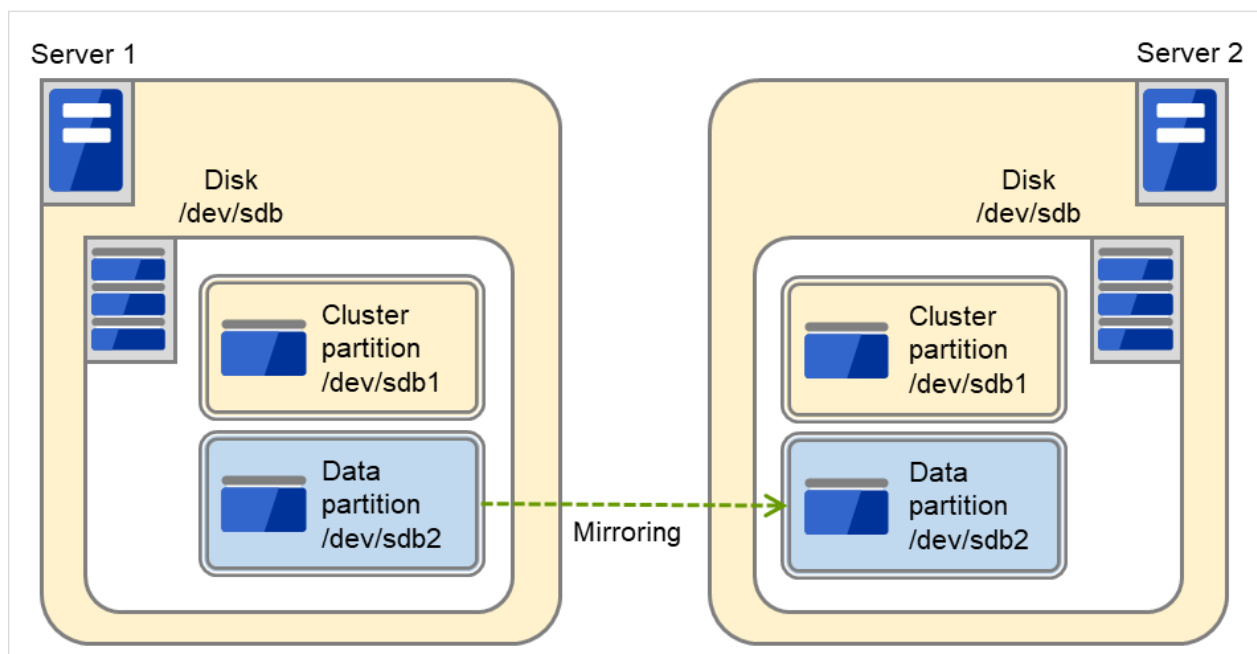 Server 1
Server 2
Disk
/dev/sdb
Disk
/dev/sdb
Cluster
partition
/dev/sdb1
Cluster
partition
/dev/sdb1
Data
partition
/dev/sdb2
Mirroring
Data
partition
/dev/sdb2